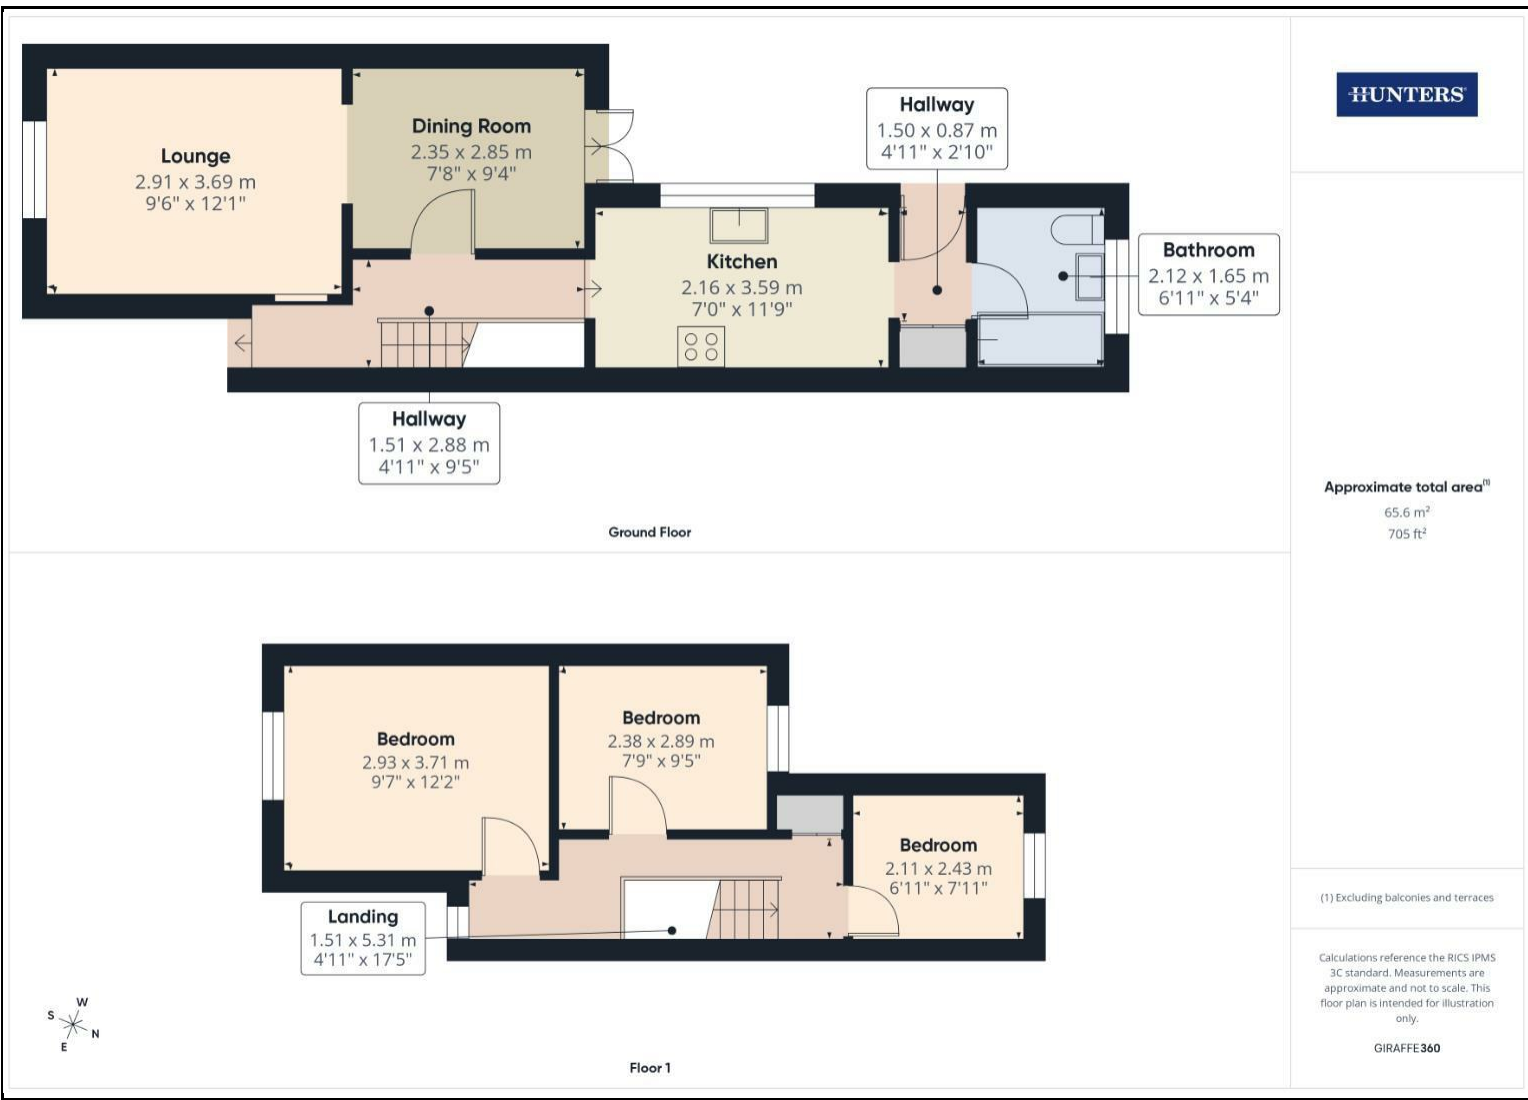 Lounge
2.91 x 3.69 m
9'6" x 12'1"
Dining Room
2.35 x 2.85 m
7'8" x 9'4"
Hallway
1.50 x 0.87 m
4'11" x 2'10"
Kitchen
2.16 x 3.59 m
7'0" x 11'9"
Bathroom
2.12 x 1.65 m
6'11" x 5'4"
Hallway
1.51 x 2.88 m
4'11" x 9'5"
Ground Floor
Bedroom
2.93 x 3.71 m
9'7" x 12'2"
Bedroom
2.38 x 2.89 m
7'9" x 9'5"
Bedroom
2.11 x 2.43 m
6'11" x 7'11"
Landing
1.51 x 5.31 m
4'11" x 17'5"
W
S
N
E
Floor 1
HUNTERS
Approximate total area(1)
65.6 m²
705 ft²
(1) Excluding balconies and terraces
Calculations reference the RICS IPMS
3C standard. Measurements are
approximate and not to scale. This
floor plan is intended for illustration
only.
GIRAFFE360